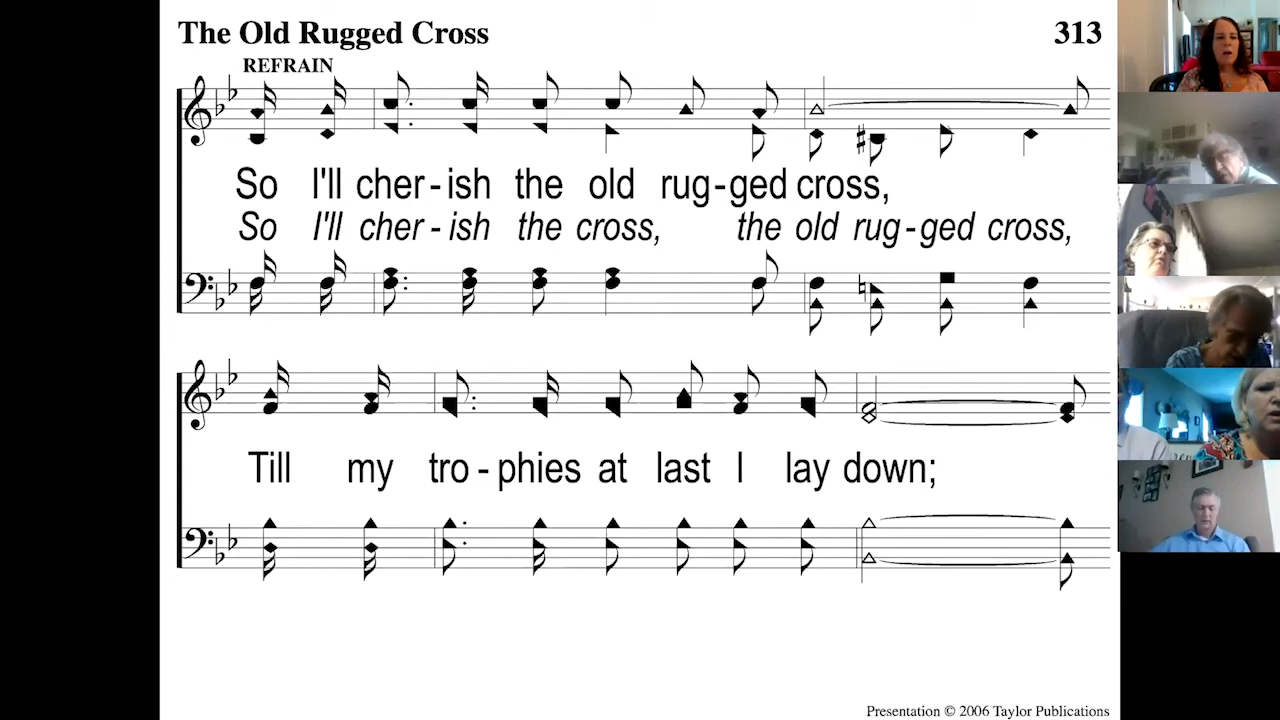 The Old Rugged Cross 313
REFRAIN
So I'll cher-ish the old rug-ged cross,
So I'll cher-ish the cross, the old rug-ged cross,
Till my tro-phies at last I lay down;
Presentation © 2006 Taylor Publications